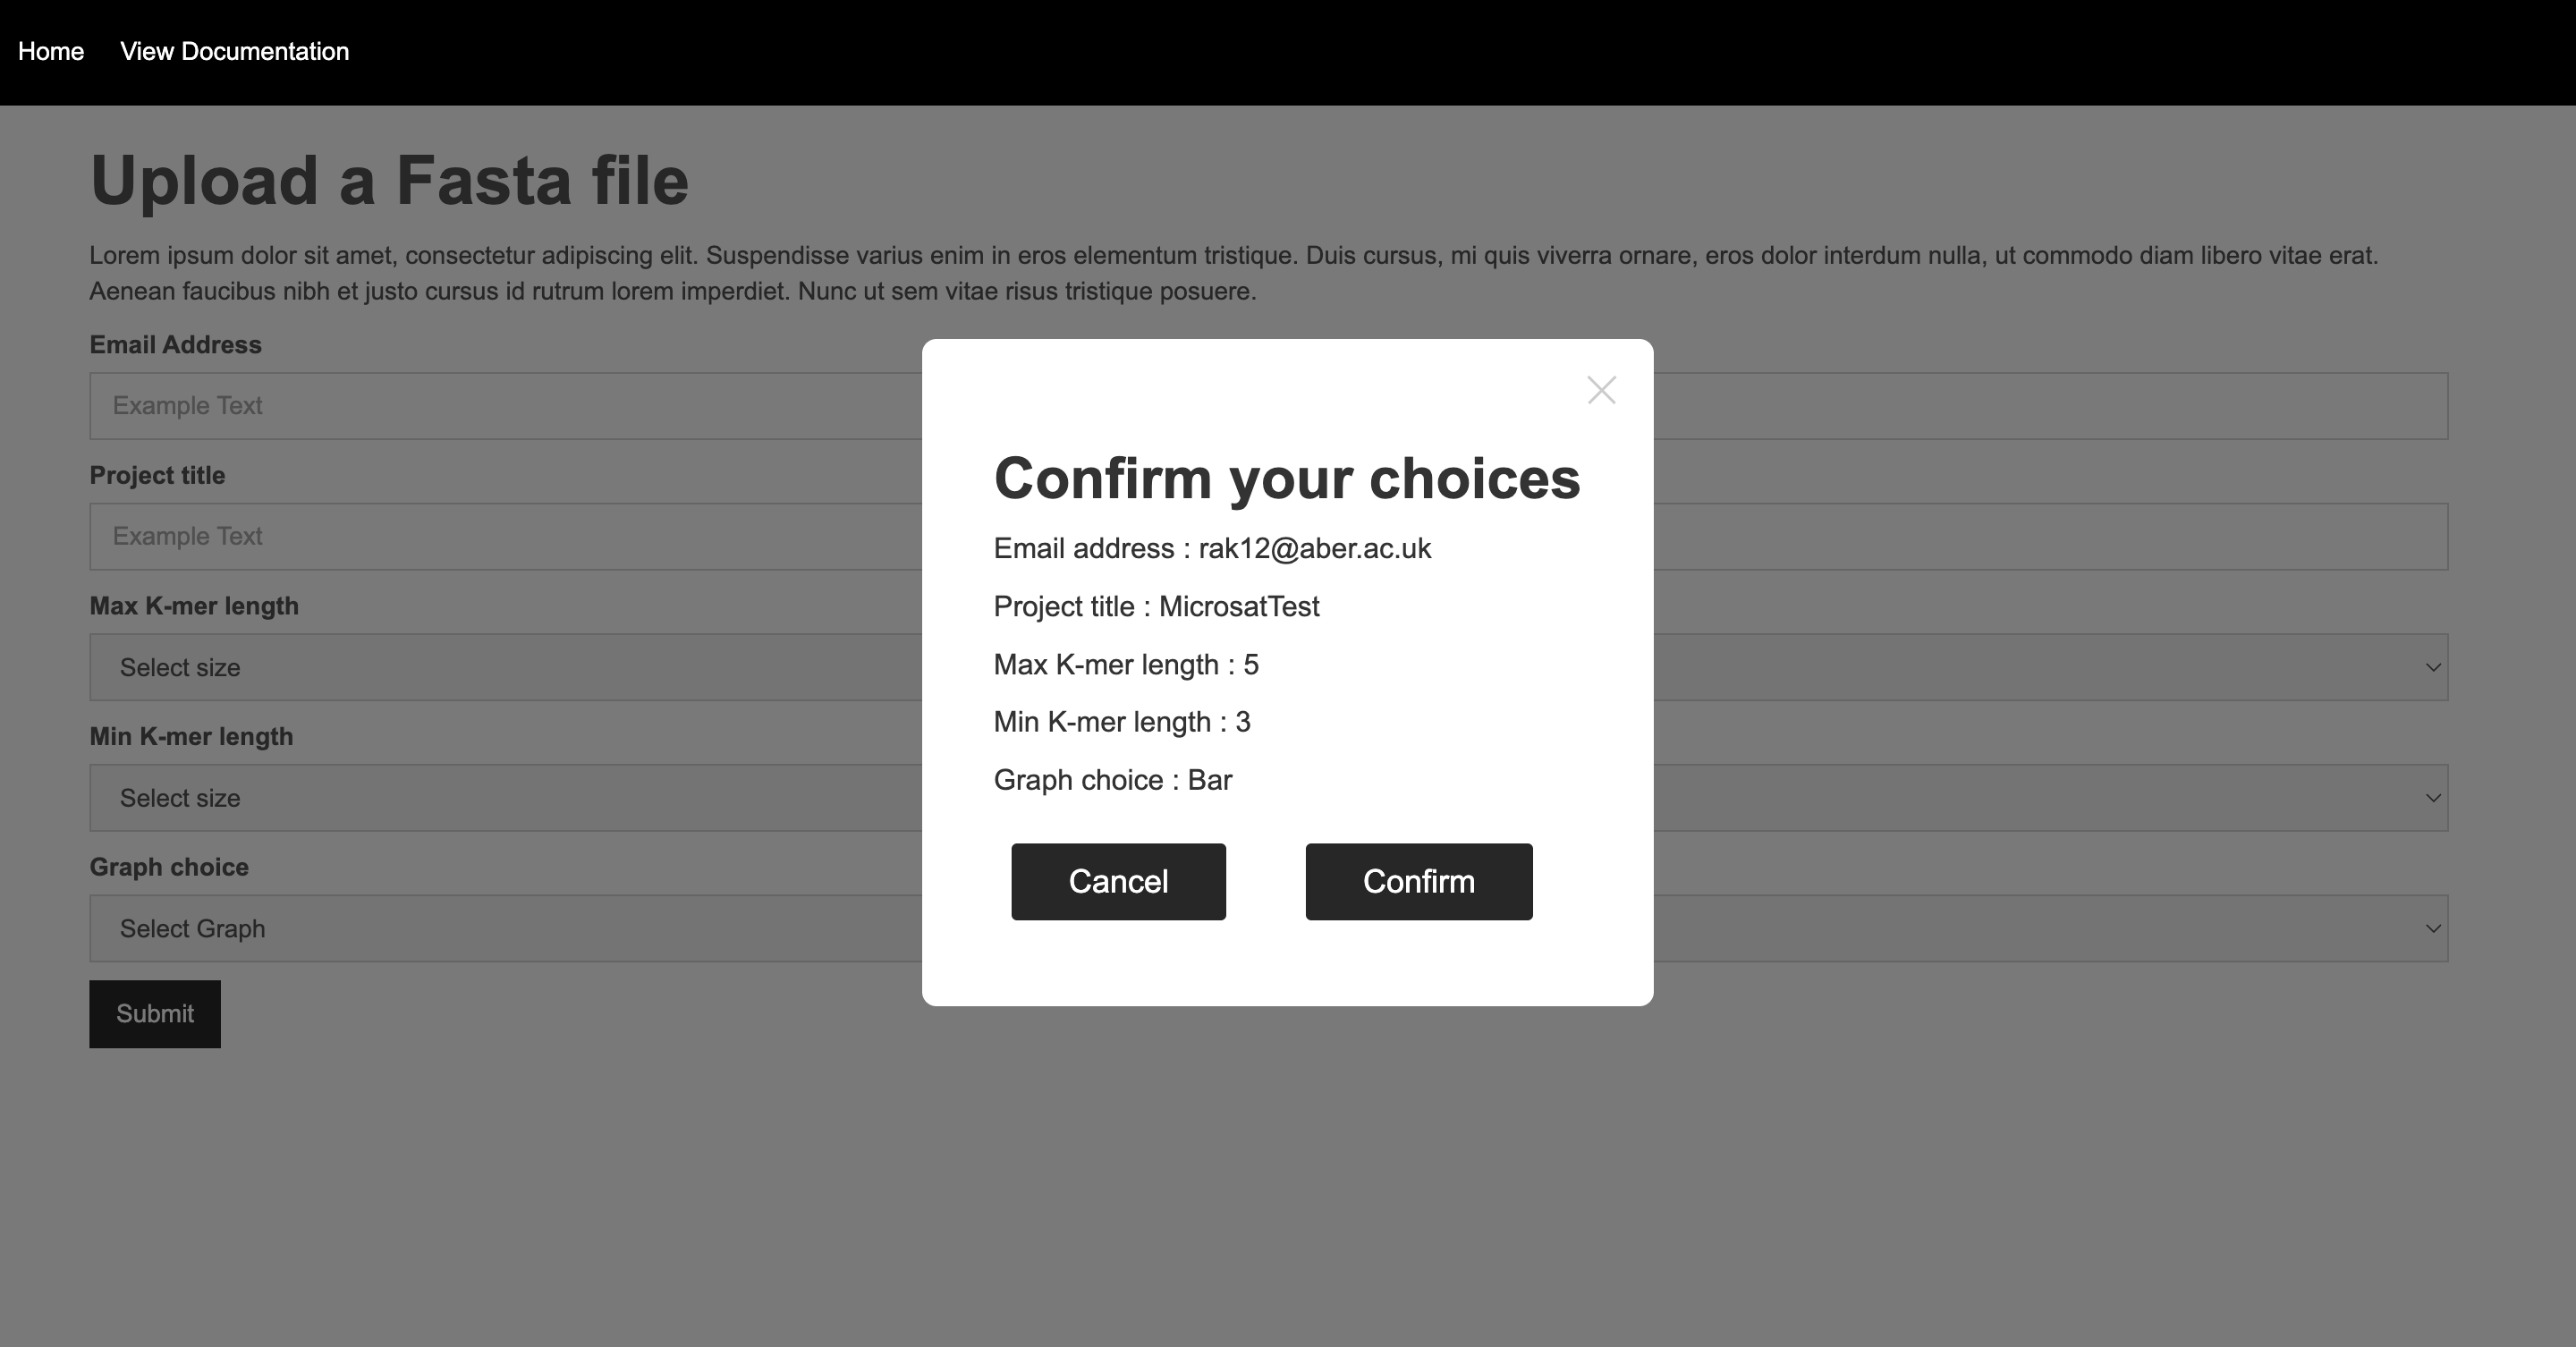 Home View Documentation
Upload a Fasta file
Lorem ipsum dolor sit amet, consectetur adipiscing elit. Suspendisse varius enim in eros elementum tristique. Duis cursus, mi quis viverra ornare, eros dolor interdum nulla, ut commodo diam libero vitae erat.
Aenean faucibus nibh et justo cursus id rutrum lorem imperdiet. Nunc ut sem vitae risus tristique posuere.
Email Address
Example Text
Project title
Example Text
Max K-mer length
Select size
Min K-mer length
Select size
Graph choice
Select Graph
Submit
Confirm your choices
Email address : rak12@aber.ac.uk
Project title : MicrosatTest
Max K-mer length : 5
Min K-mer length : 3
Graph choice : Bar
Cancel Confirm